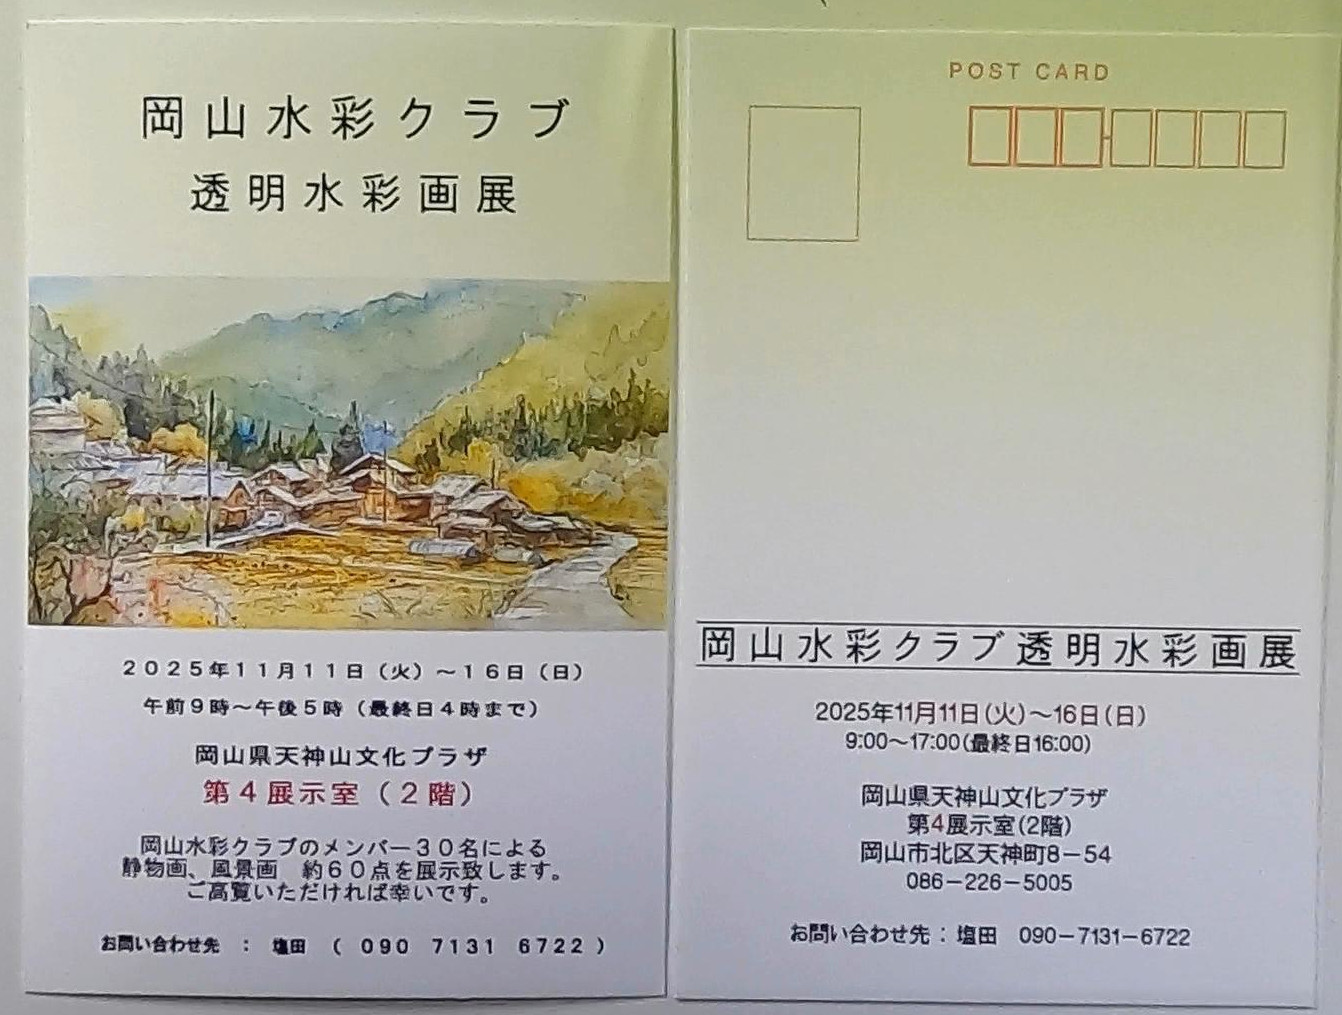 岡山水彩クラブ
透明水彩画展
2025年11月11日（火）～16日（日）
午前9時～午後5時（最終日4時まで）
岡山県天神山文化プラザ
第4展示室（2階）
岡山水彩クラブのメンバー30名による
静物画、風景画　約60点を展示致します。
ご高覧いただければ幸いです。
お問い合わせ先　：　塩田　（　090　7131　6722　）
POST CARD
岡山水彩クラブ透明水彩画展
2025年11月11日（火）～16日（日）
9:00～17:00（最終日16:00）
岡山県天神山文化プラザ
第4展示室（2階）
岡山市北区天神町8－54
086－226－5005
お問い合わせ先：塩田　090－7131－6722